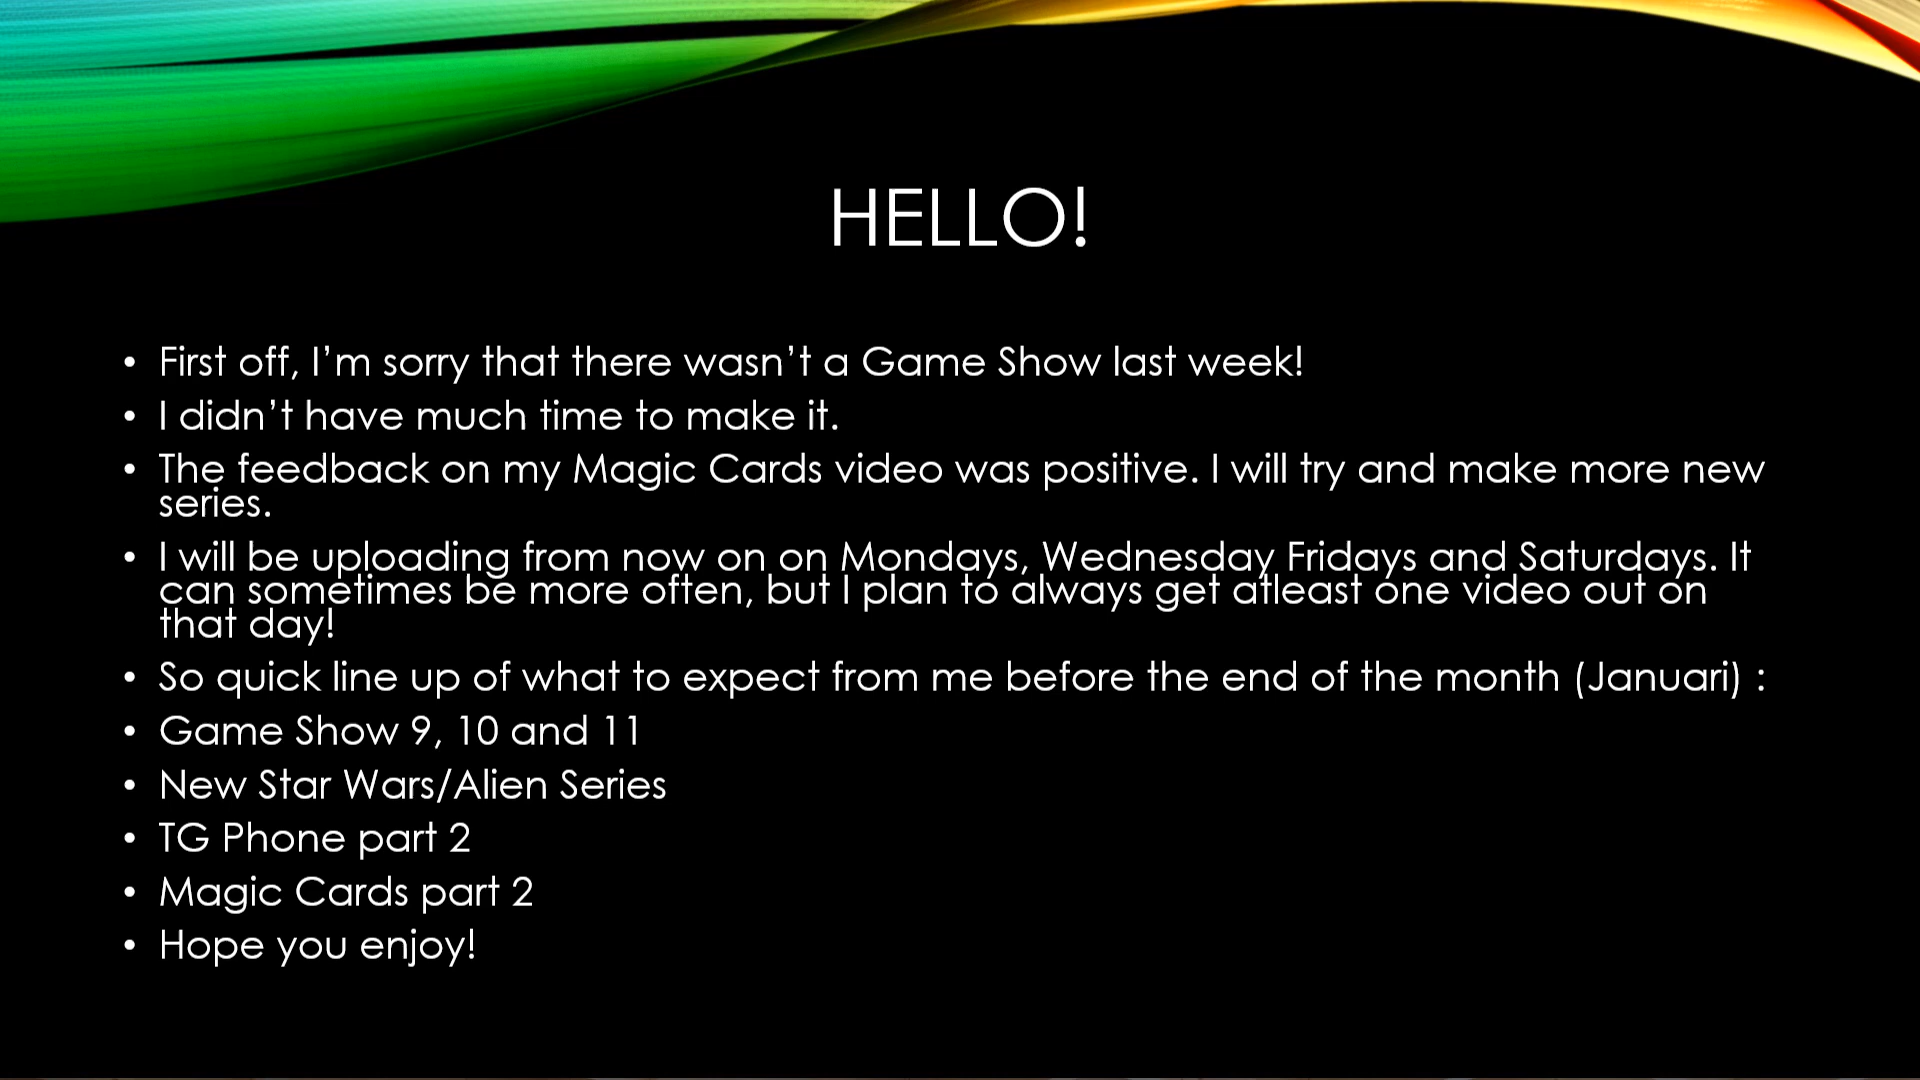 HELLO!
• First off, I’m sorry that there wasn’t a Game Show last week!
• I didn’t have much time to make it.
• The feedback on my Magic Cards video was positive. I will try and make more new
series.
• I will be uploading from now on on Mondays, Wednesday Fridays and Saturdays. It
can sometimes be more often, but I plan to always get atleast one video out on
that day!
• So quick line up of what to expect from me before the end of the month (Januari) :
• Game Show 9, 10 and 11
• New Star Wars/Alien Series
• TG Phone part 2
• Magic Cards part 2
• Hope you enjoy!